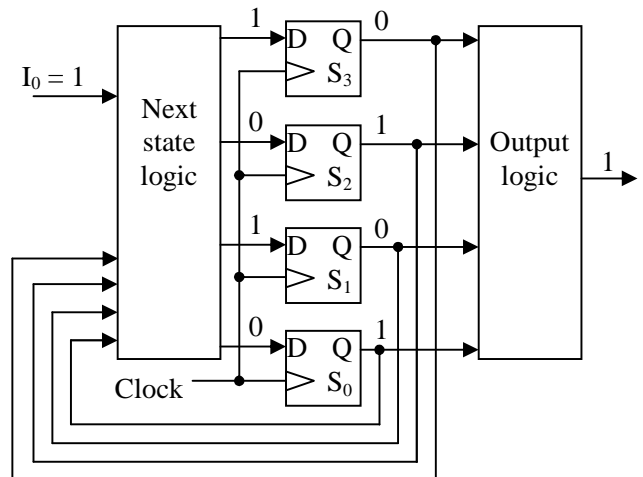 1
0
D Q
S₃
I₀ = 1
Next
state
logic
0
1
D Q
S₂
Output
logic
1
1
0
D Q
S₁
0
1
D Q
S₀
Clock